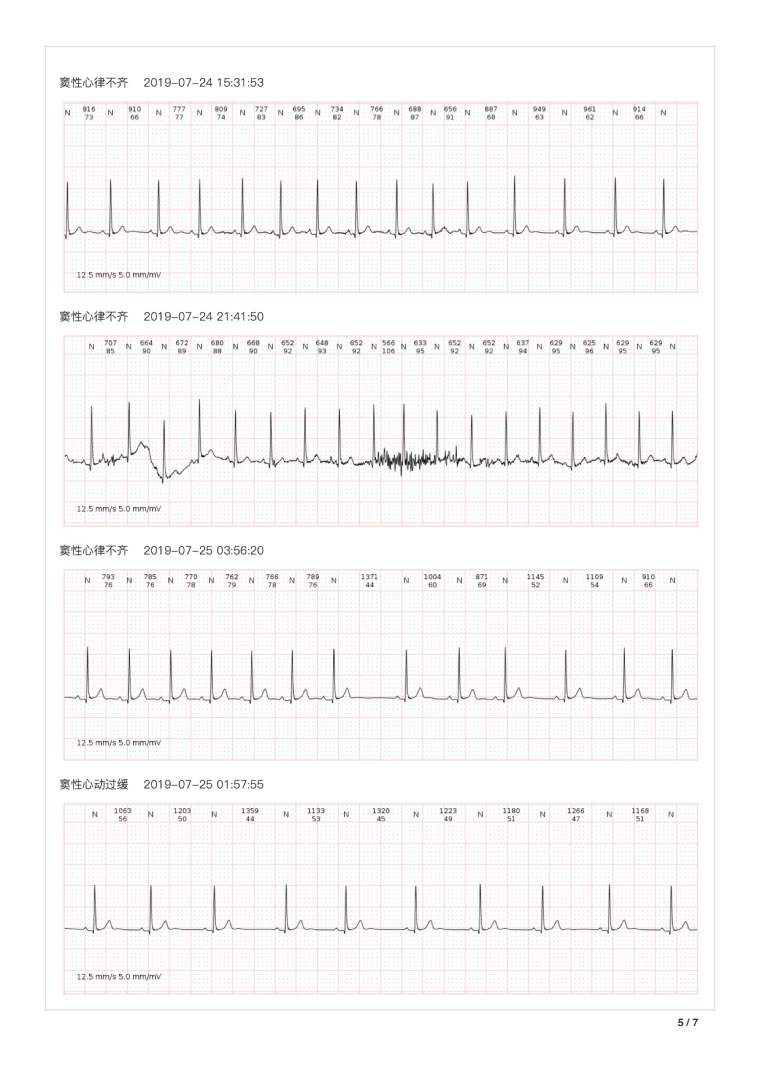 窦性心律不齐 2019-07-24 15:31:53
N 816 N 910 N 777 N 809 N 727 N 695 N 734 N 766 N 688 N 656 N 887 N 949 N 961 N 914 N
73 66 77 74 83 86 82 78 87 91 68 63 62 66
12.5 mm/s 5.0 mm/mV
窦性心律不齐 2019-07-24 21:41:50
N 707 N 664 N 672 N 680 N 668 N 652 N 648 N 652 N 566 N 633 N 652 N 652 N 637 N 629 N 625 N 629 N 629 N
85 90 89 88 90 92 93 92 106 95 92 92 94 95 96 95 95
12.5 mm/s 5.0 mm/mV
窦性心律不齐 2019-07-25 03:56:20
N 793 N 785 N 770 N 762 N 766 N 789 N 1371 N 1004 N 871 N 1145 N 1109 N 910 N
76 76 78 79 78 76 44 60 69 52 54 66
12.5 mm/s 5.0 mm/mV
窦性心动过缓 2019-07-25 01:57:55
N 1063 N 1203 N 1359 N 1133 N 1320 N 1223 N 1180 N 1266 N 1168 N
56 50 44 53 45 49 51 47 51
12.5 mm/s 5.0 mm/mV
5 / 7